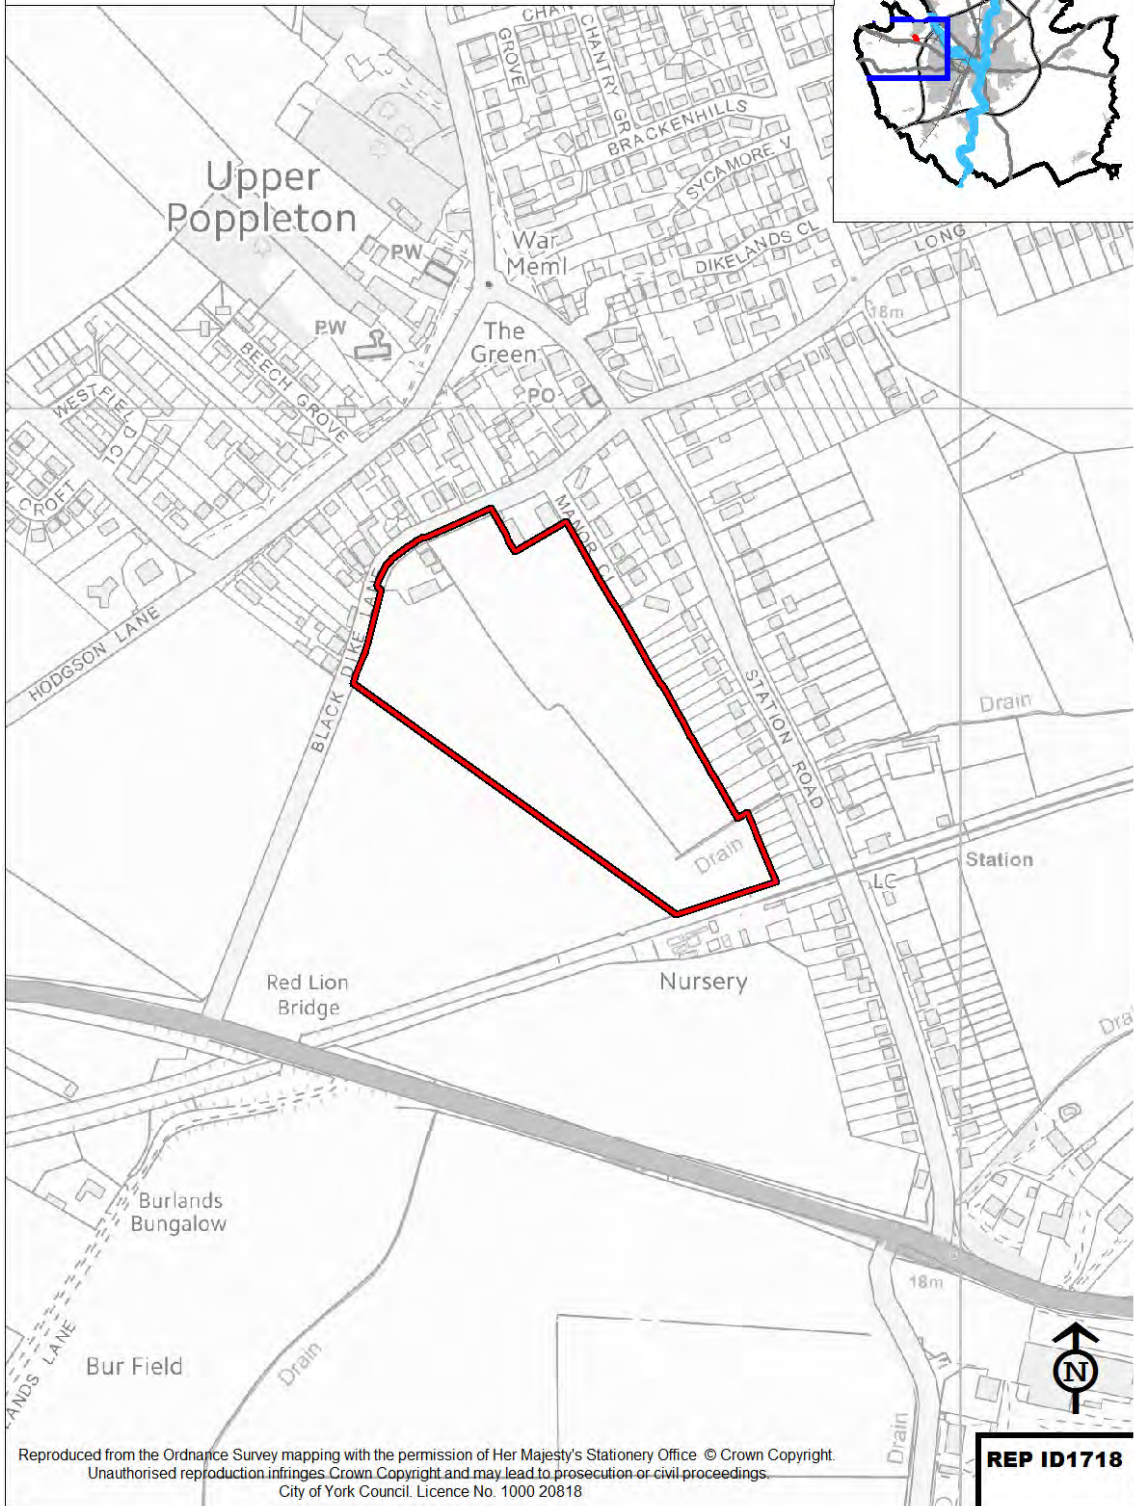 CHANTRY GR
GROVE
BRACKENHILLS
SYCAMORE V
DIKELANDS CL
LONG
Upper
Poppleton
PW
War
Meml
18m
PW
The
Green
BEECH GROVE
PO
WESTFIELD CL
CROFT
MANOR CL
HODGSON LANE
BLACK DIKE LANE
STATION ROAD
Drain
Drain
Station
LC
Red Lion
Bridge
Nursery
Burlands
Bungalow
18m
Bur Field
Drain
LANDS LANE
Drain
N
Reproduced from the Ordnance Survey mapping with the permission of Her Majesty's Stationery Office © Crown Copyright.
Unauthorised reproduction infringes Crown Copyright and may lead to prosecution or civil proceedings.
City of York Council. Licence No. 1000 20818
REP ID1718